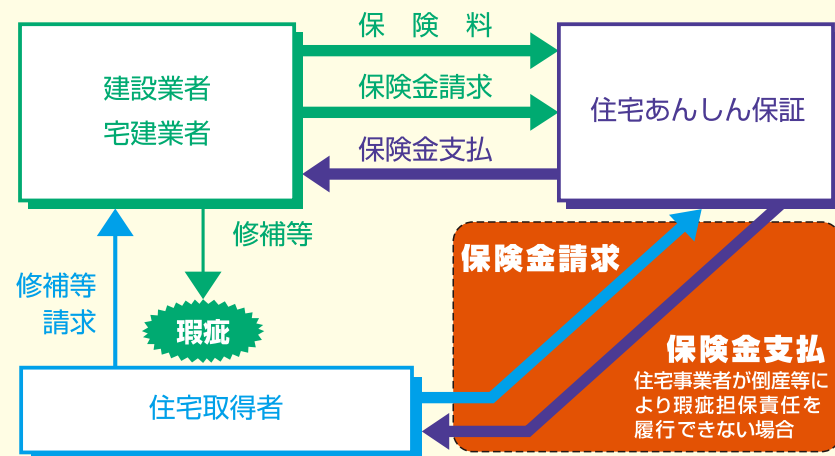 保険料
建設業者
宅建業者
保険金請求
住宅あんしん保証
保険金支払
修補等
修補等
請求
瑕疵
保険金請求
保険金支払
住宅事業者が倒産等に
より瑕疵担保責任を
履行できない場合
住宅取得者